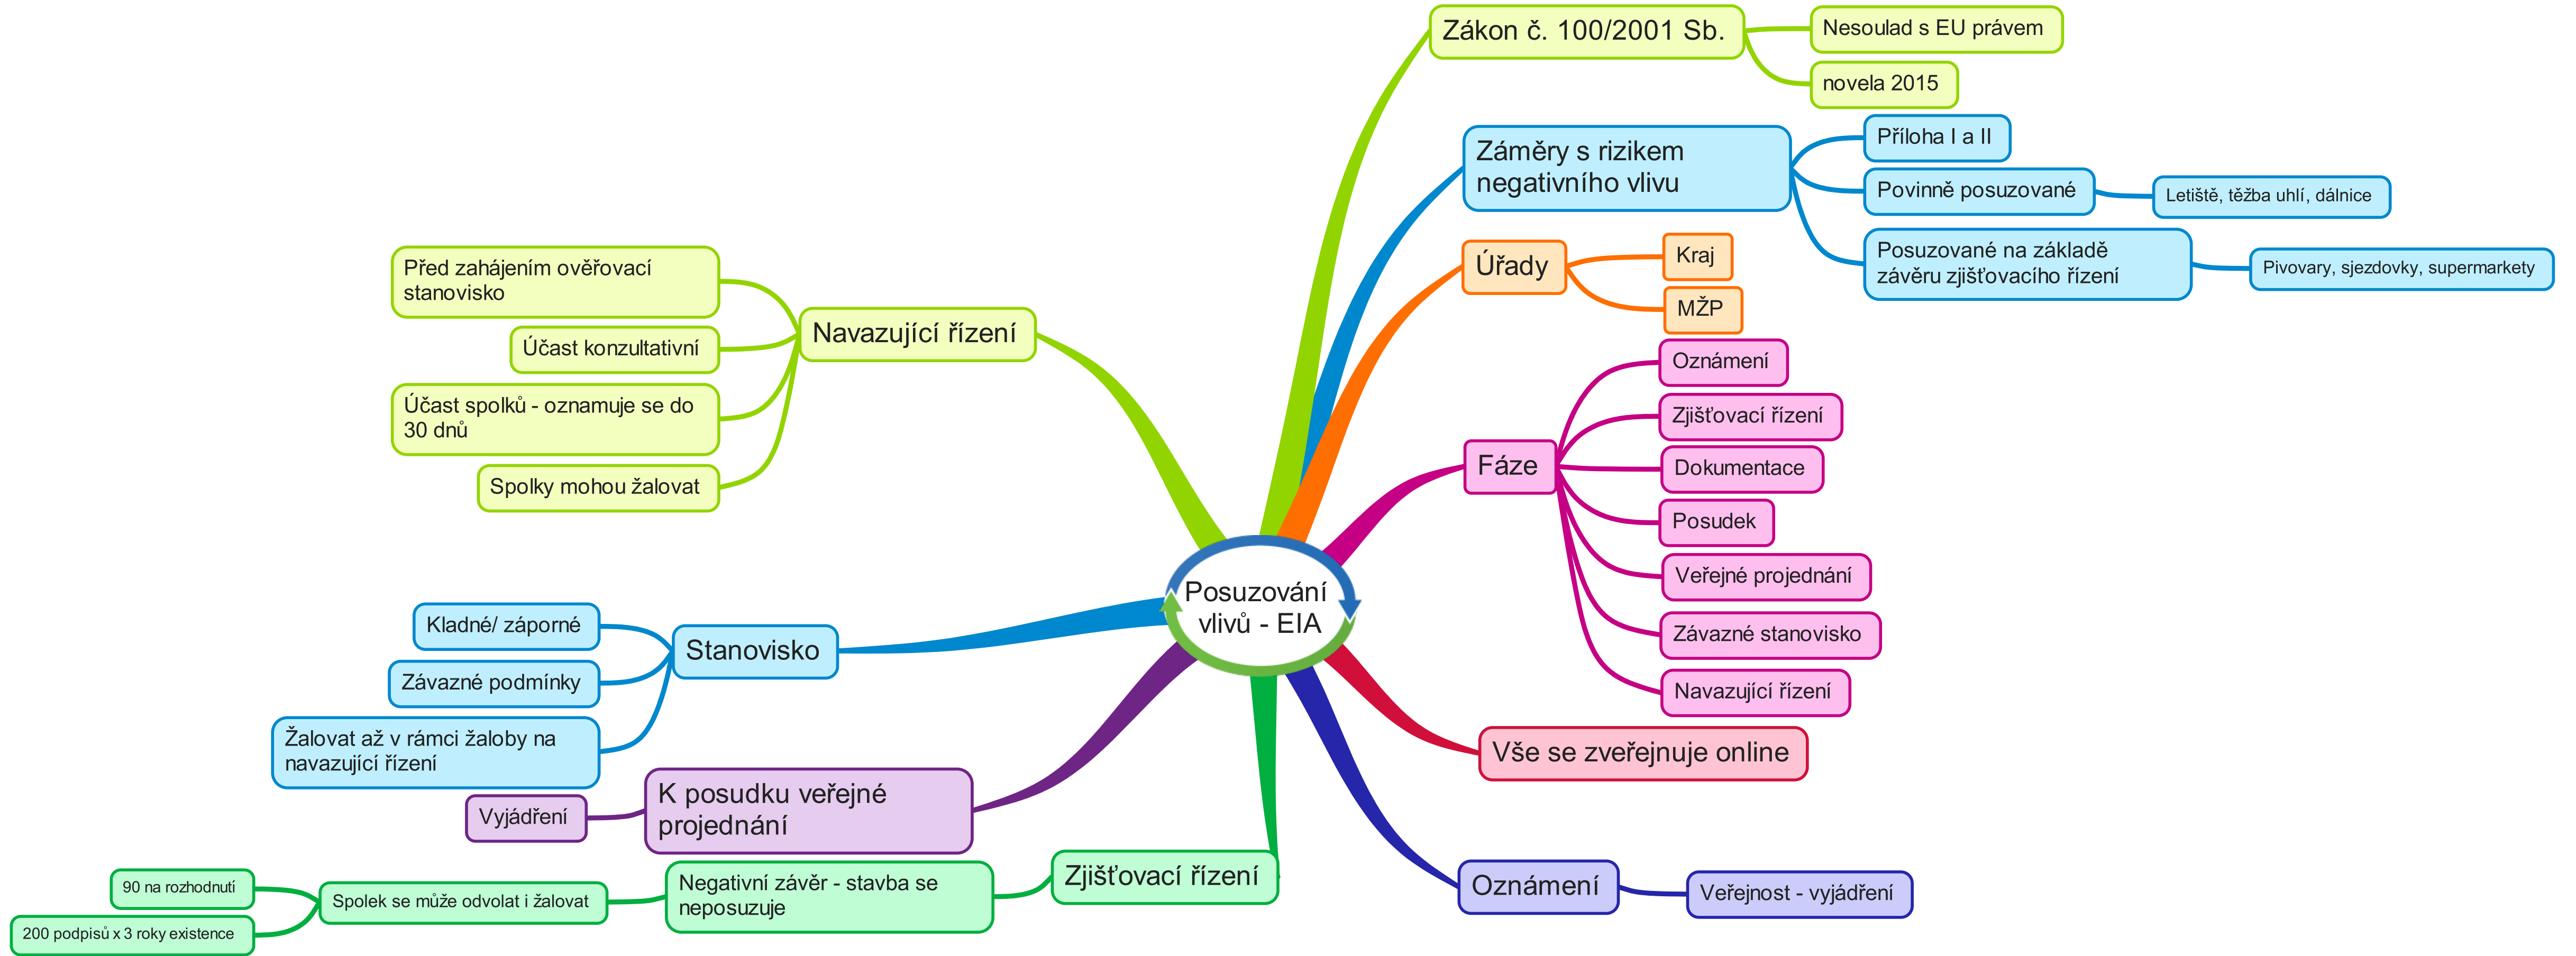 Posuzování
vlivů - EIA
Zákon č. 100/2001 Sb.
Nesoulad s EU právem
novela 2015
Záměry s rizikem
negativního vlivu
Příloha I a II
Povinně posuzované
Letiště, těžba uhlí, dálnice
Posuzované na základě
závěru zjišťovacího řízení
Pivovary, sjezdovky, supermarkety
Úřady
Kraj
MŽP
Fáze
Oznámení
Zjišťovací řízení
Dokumentace
Posudek
Veřejné projednání
Závazné stanovisko
Navazující řízení
Vše se zveřejnuje online
Oznámení
Veřejnost - vyjádření
Zjišťovací řízení
Negativní závěr - stavba se
neposuzuje
Spolek se může odvolat i žalovat
90 na rozhodnutí
200 podpisů x 3 roky existence
K posudku veřejné
projednání
Vyjádření
Stanovisko
Kladné/ záporné
Závazné podmínky
Žalovat až v rámci žaloby na
navazující řízení
Navazující řízení
Před zahájením ověřovací
stanovisko
Účast konzultativní
Účast spolků - oznamuje se do
30 dnů
Spolky mohou žalovat